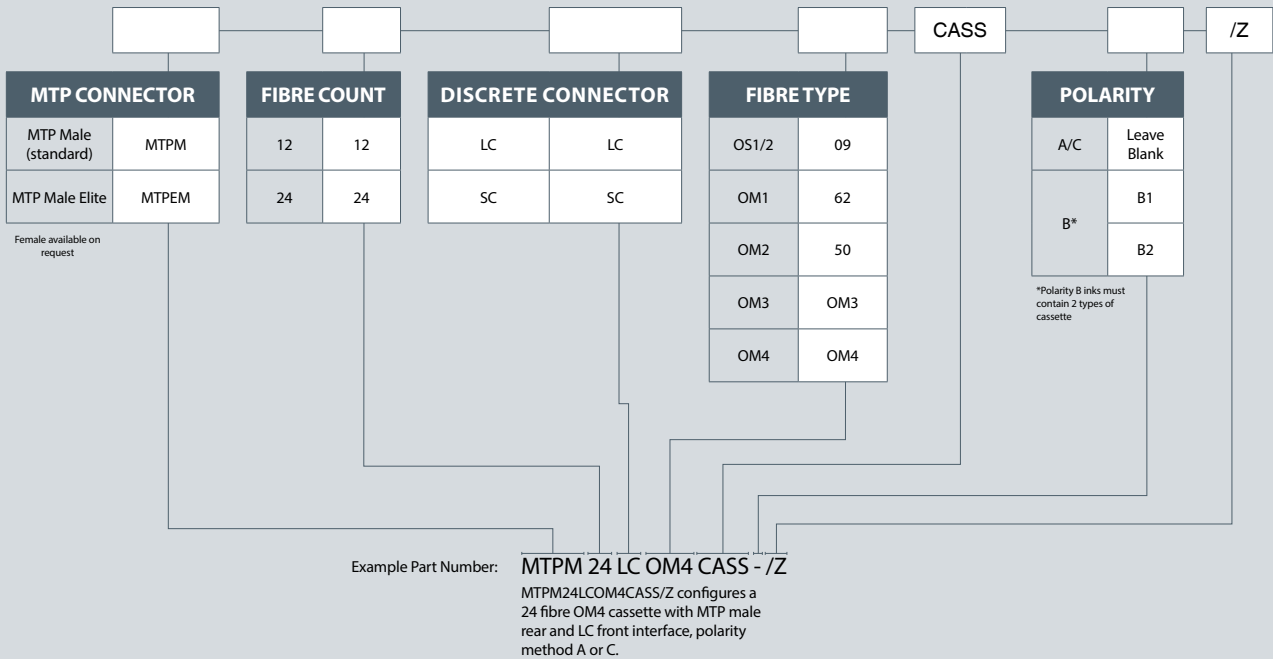 CASS
/Z
MTP CONNECTOR
MTP Male
(standard)
MTPM
MTP Male Elite
MTPEM
Female available on
request
FIBRE COUNT
12
12
24
24
DISCRETE CONNECTOR
LC
LC
SC
SC
FIBRE TYPE
OS1/2
09
OM1
62
OM2
50
OM3
OM3
OM4
OM4
POLARITY
A/C
Leave
Blank
B*
B1
B2
*Polarity B inks must
contain 2 types of
cassette
Example Part Number:
MTPM 24 LC OM4 CASS - /Z
MTPM24LCOM4CASS/Z configures a
24 fibre OM4 cassette with MTP male
rear and LC front interface, polarity
method A or C.